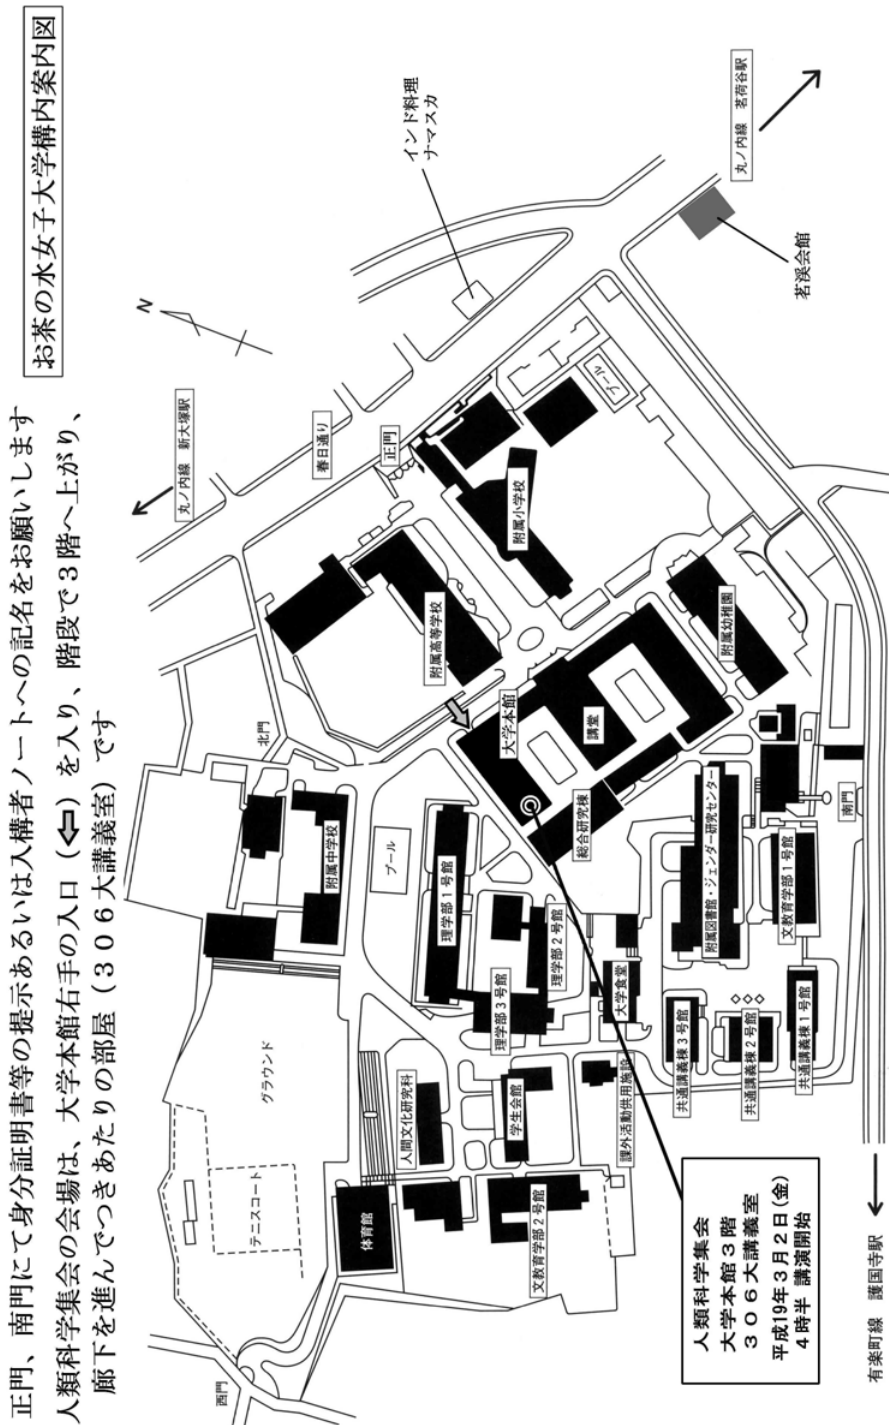 お茶の水女子大学構内案内図
正門、南門にて身分証明書等の提示あるいは入構者ノートへの記名をお願いします
人類科学集会の会場は、大学本館右手の入口（⇦）を入り、階段で３階へ上がり、
廊下を進んでつきあたりの部屋（３０６大講義室）です
丸ノ内線 茗荷谷駅
インド料理
ナマスカ
茗渓会館
N
丸ノ内線 新大塚駅
春日通り
正門
プール
附属小学校
附属高等学校
附属幼稚園
北門
大学本館
講堂
総合研究棟
附属中学校
プール
理学部１号館
理学部２号館
理学部３号館
附属図書館・ジェンダー研究センター
文教育学部１号館
南門
大学食堂
共通講義棟３号館
共通講義棟２号館
共通講義棟１号館
グラウンド
テニスコート
人間文化研究科
学生会館
課外活動供用施設
体育館
文教育学部２号館
西門
人類科学集会
大学本館３階
３０６大講義室
平成19年３月２日(金)
４時半 講演開始
有楽町線 護国寺駅